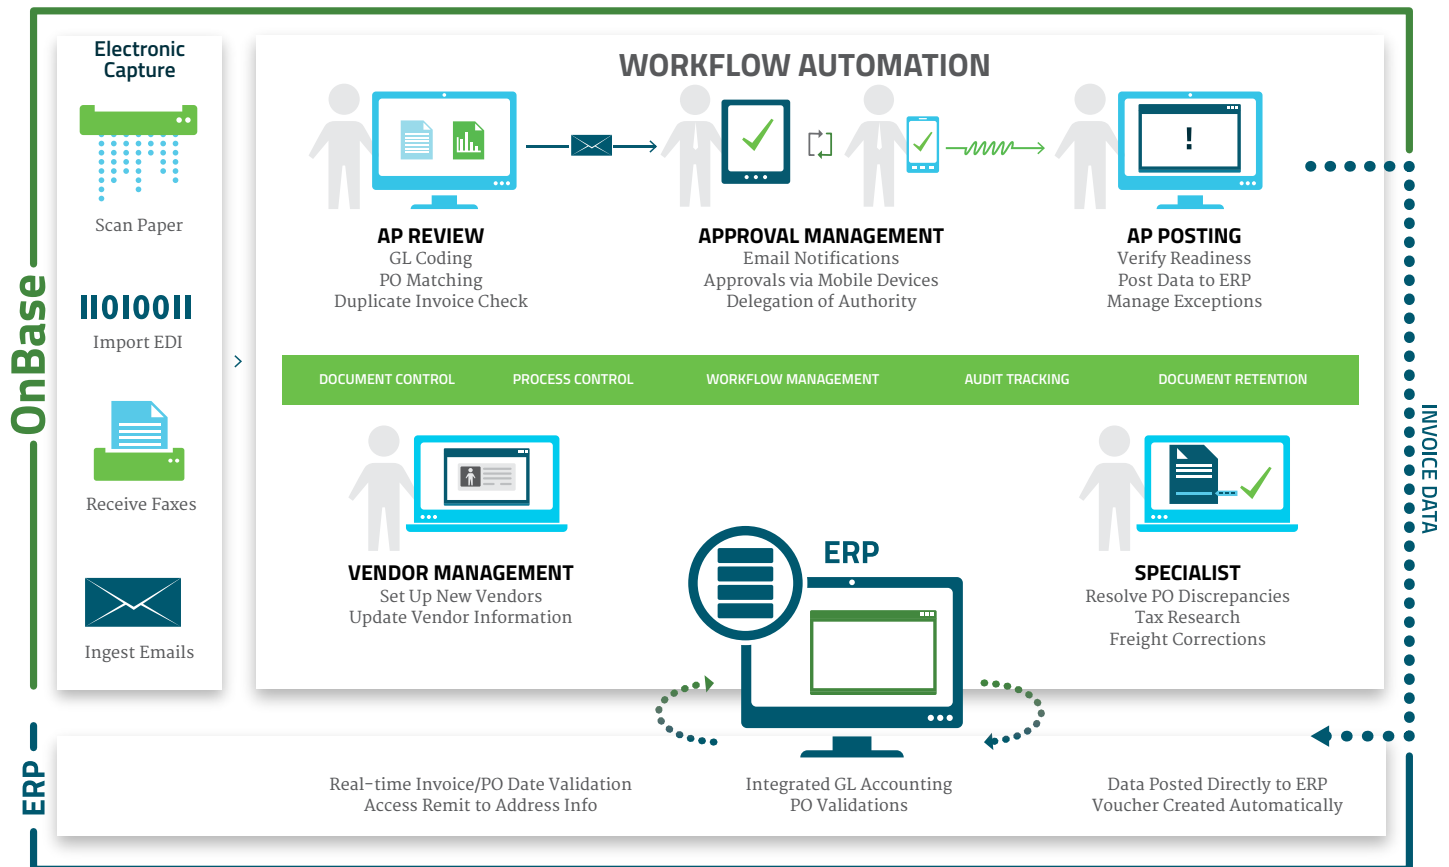 OnBase
Electronic
Capture
Scan Paper
IIOIOOII
Import EDI
Receive Faxes
Ingest Emails
WORKFLOW AUTOMATION
AP REVIEW
GL Coding
PO Matching
Duplicate Invoice Check
APPROVAL MANAGEMENT
Email Notifications
Approvals via Mobile Devices
Delegation of Authority
!
AP POSTING
Verify Readiness
Post Data to ERP
Manage Exceptions
DOCUMENT CONTROL
PROCESS CONTROL
WORKFLOW MANAGEMENT
AUDIT TRACKING
DOCUMENT RETENTION
VENDOR MANAGEMENT
Set Up New Vendors
Update Vendor Information
ERP
SPECIALIST
Resolve PO Discrepancies
Tax Research
Freight Corrections
INVOICE DATA
ERP
Real-time Invoice/PO Date Validation
Access Remit to Address Info
Integrated GL Accounting
PO Validations
Data Posted Directly to ERP
Voucher Created Automatically